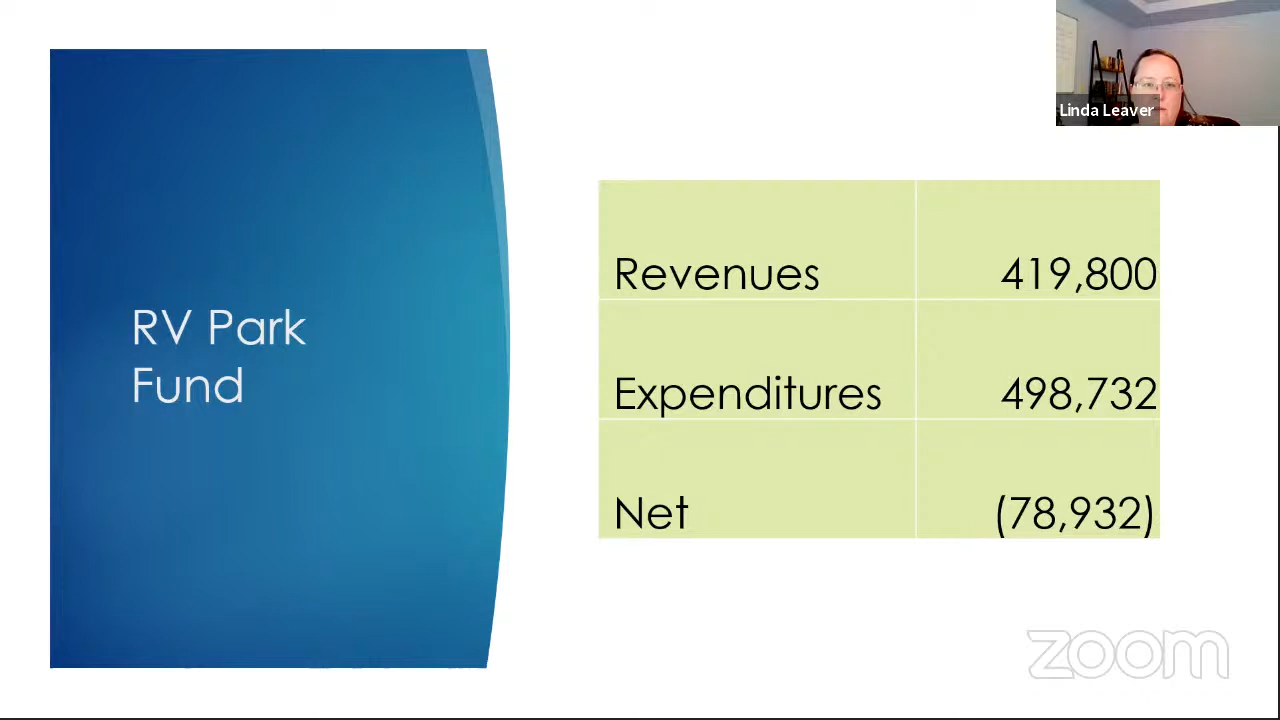 Linda Leaver
RV Park
Fund
Revenues 419,800
Expenditures 498,732
Net (78,932)
zoom